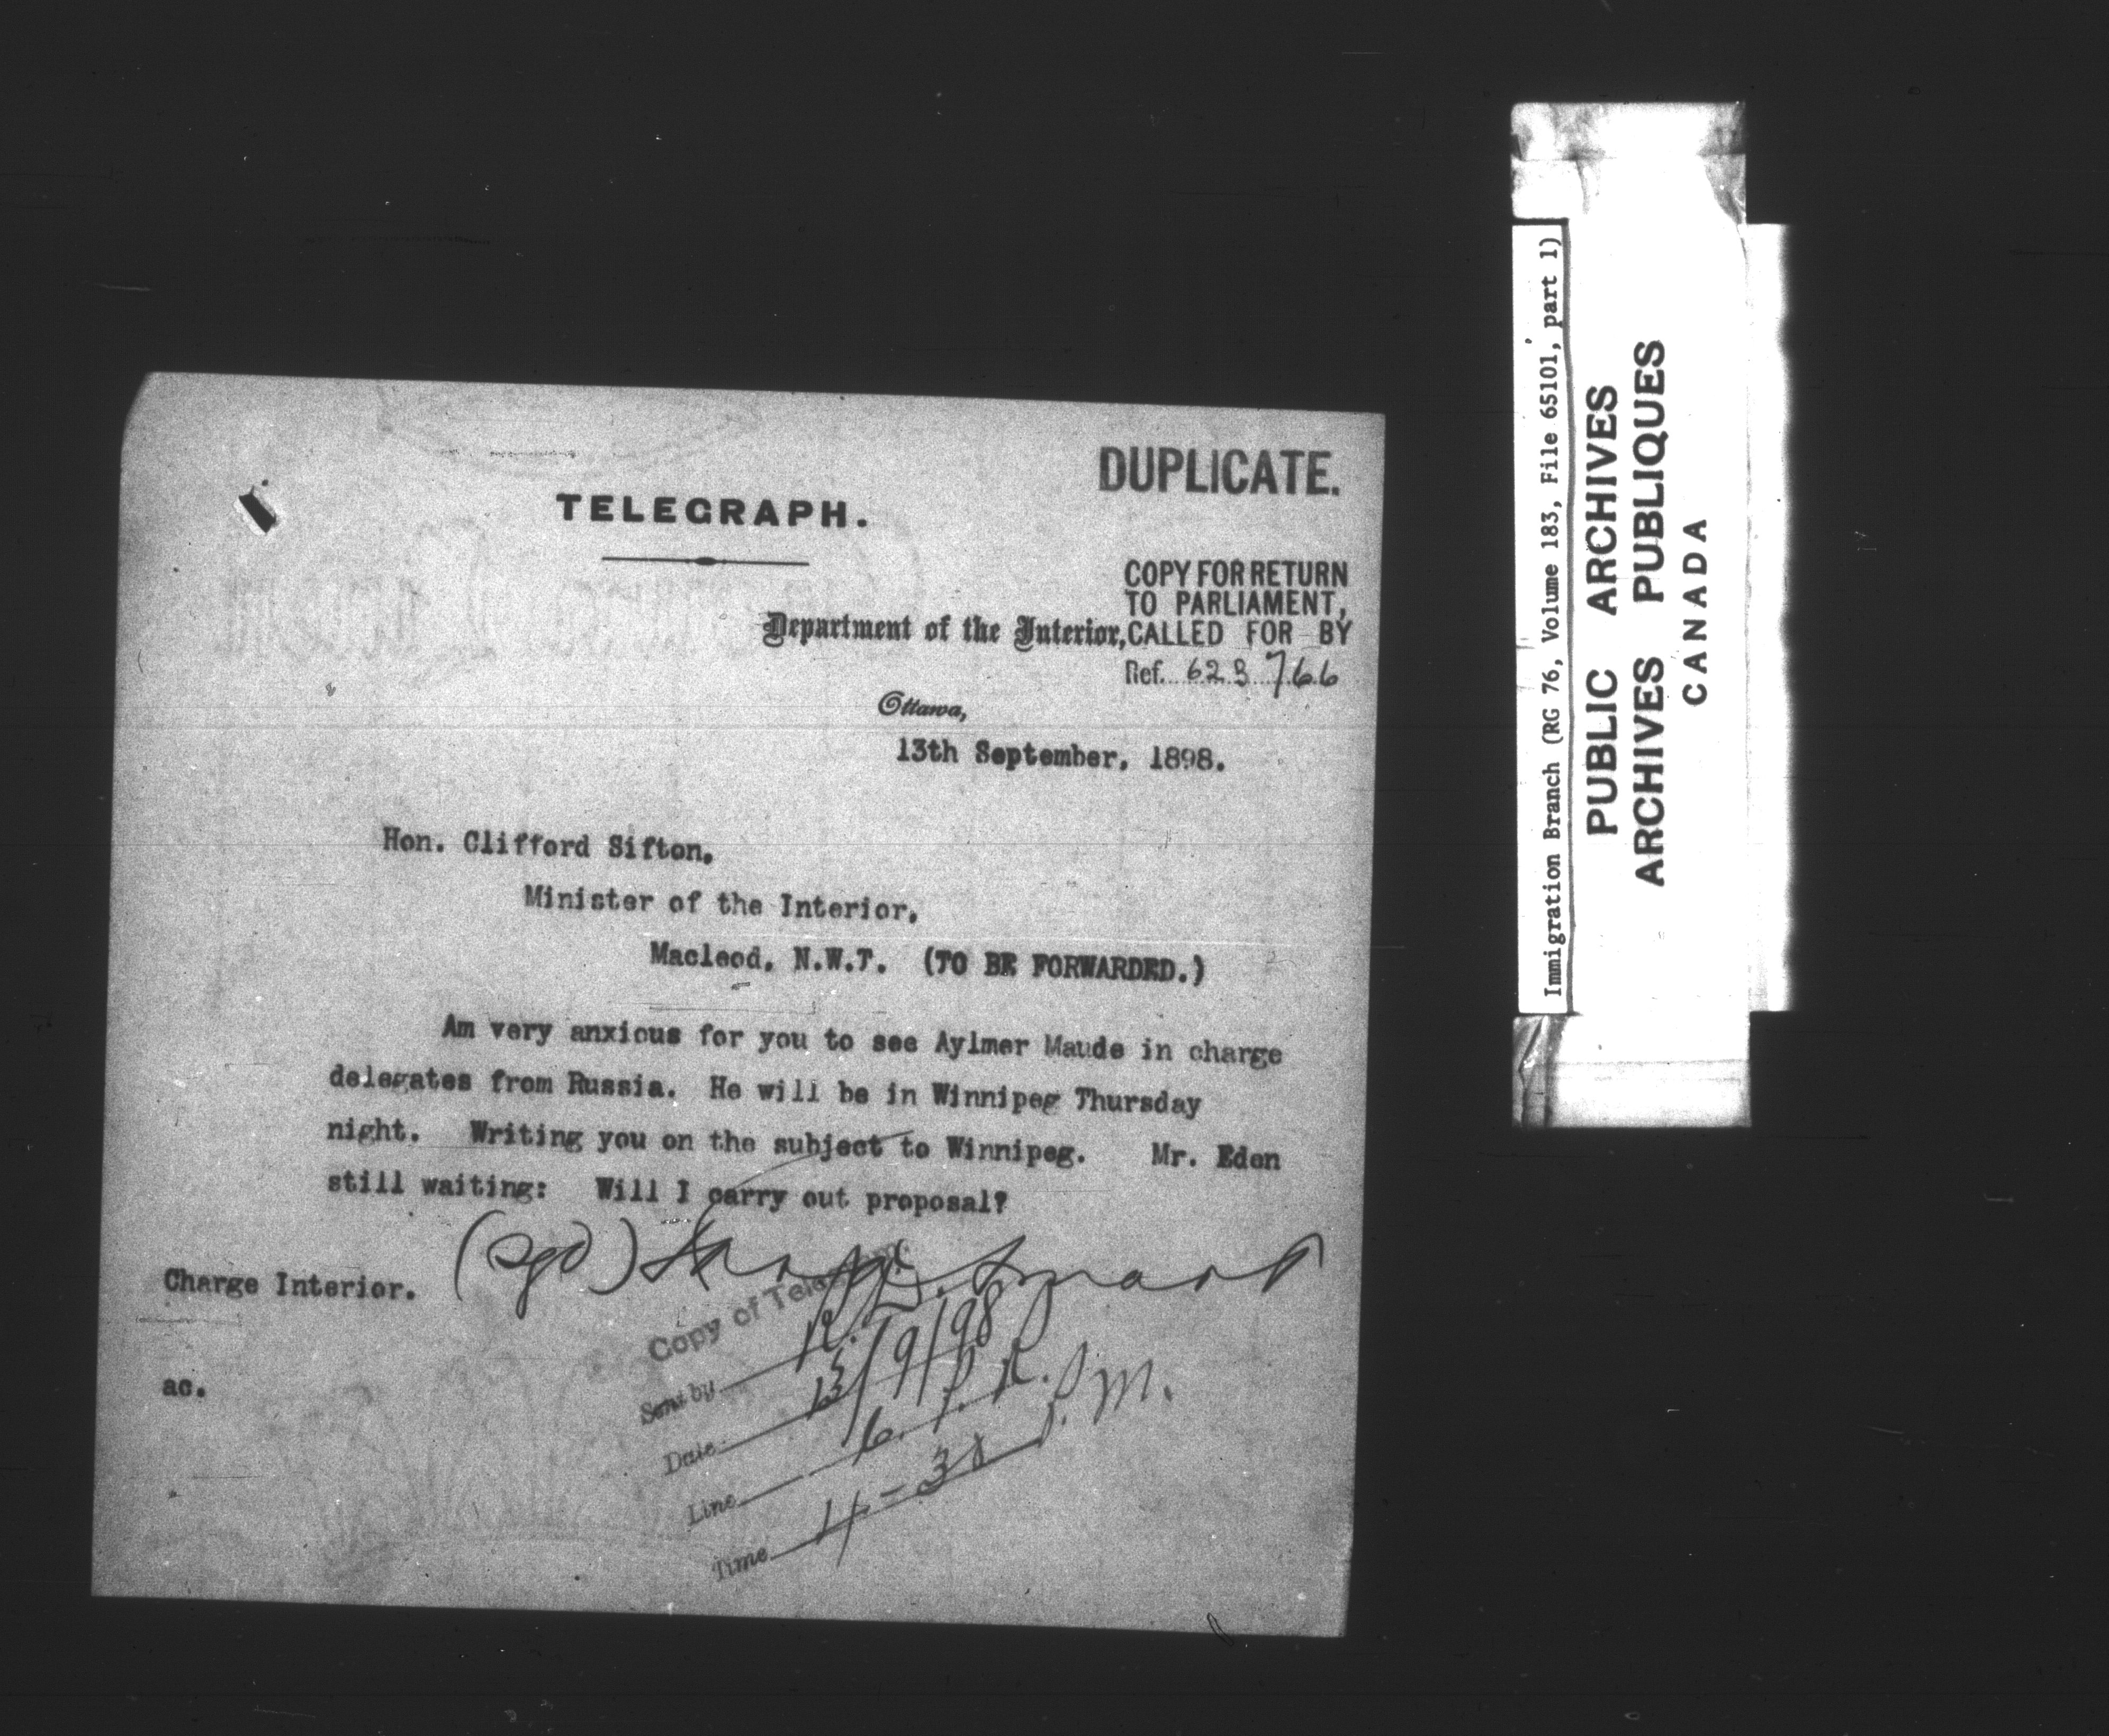 DUPLICATE.
TELEGRAPH.
COPY FOR RETURN
TO PARLIAMENT,
Department of the Interior, CALLED FOR BY
Ref. 623766
Ottawa,
13th September, 1898.
Hon. Clifford Sifton,
Minister of the Interior,
Macleod, N.W.T. (TO BE FORWARDED.)
Am very anxious for you to see Aylmer Maude in charge
delegates from Russia. He will be in Winnipeg Thursday
night. Writing you on the subject to Winnipeg. Mr. Eden
still waiting: Will I carry out proposal?
(sgd) Smart
Charge Interior.
Copy of Telegram
Sent by
ac.
Date 13/9/98
Line
Time 4-38 P.M.
Immigration Branch (RG 76, Volume 183, File 65101, part 1)
PUBLIC ARCHIVES
ARCHIVES PUBLIQUES
CANADA